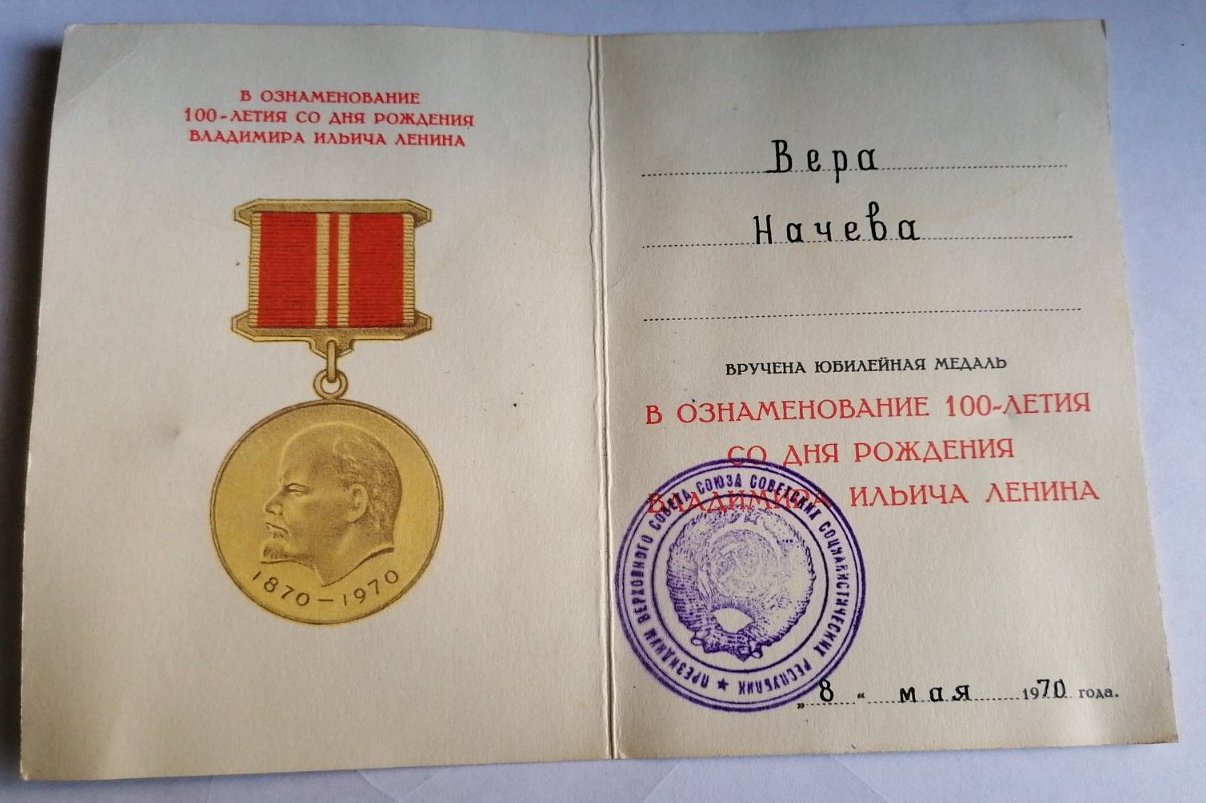 В ОЗНАМЕНОВАНИЕ
100-ЛЕТИЯ СО ДНЯ РОЖДЕНИЯ
ВЛАДИМИРА ИЛЬИЧА ЛЕНИНА
1870-1970
Вера
Начева
ВРУЧЕНА ЮБИЛЕЙНАЯ МЕДАЛЬ
В ОЗНАМЕНОВАНИЕ 100-ЛЕТИЯ
СО ДНЯ РОЖДЕНИЯ
ВЛАДИМИРА ИЛЬИЧА ЛЕНИНА
ПРЕЗИДИУМ ВЕРХОВНОГО СОВЕТА СОЮЗА СОВЕТСКИХ СОЦИАЛИСТИЧЕСКИХ РЕСПУБЛИК ★
„8“ мая 1970 года.